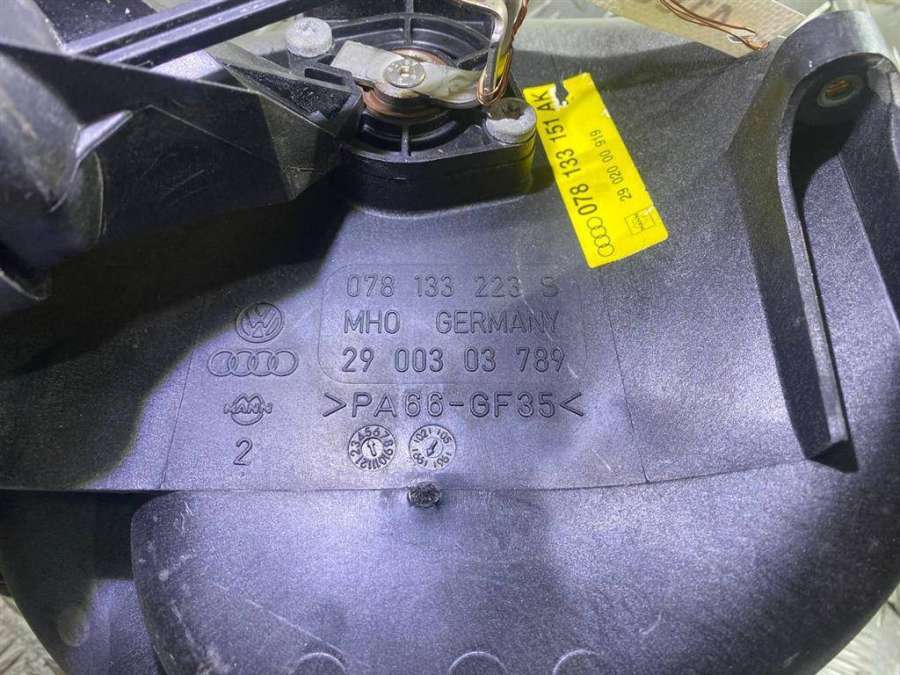 078 133 151 AK
29 020 00 919
078 133 223 S
MHO GERMANY
29 003 03 789
MANN
>PA66-GF35<
2